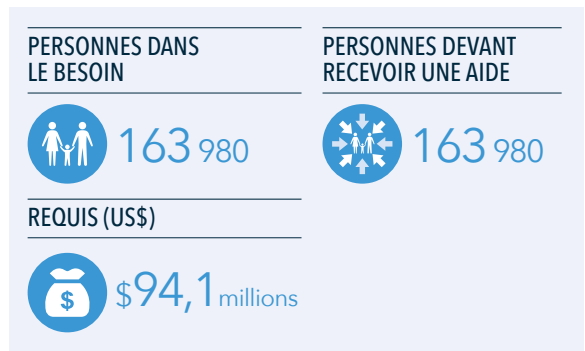 PERSONNES DANS
LE BESOIN
163 980
PERSONNES DEVANT
RECEVOIR UNE AIDE
163 980
REQUIS (US$)
$
$94,1 millions